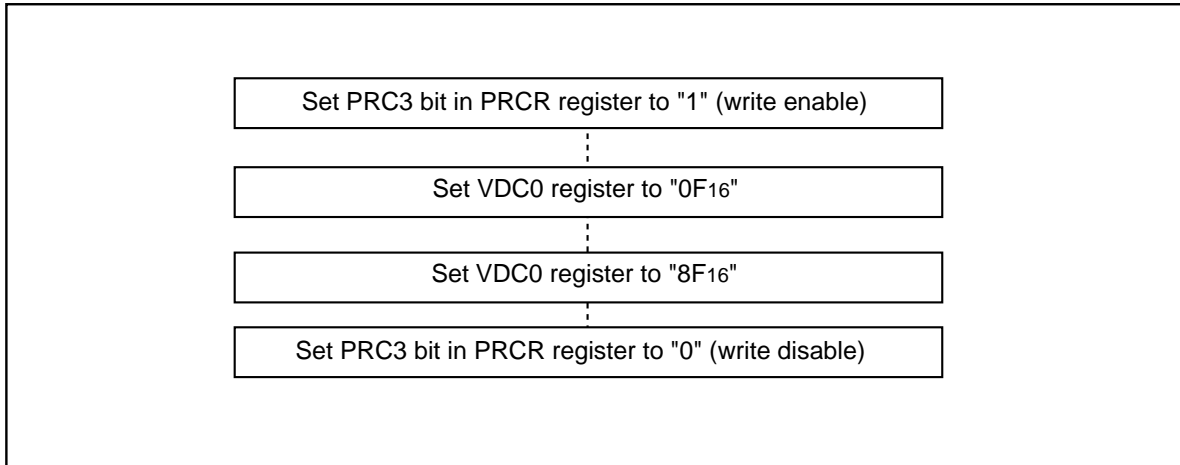 Set PRC3 bit in PRCR register to "1" (write enable)
Set VDC0 register to "0F16"
Set VDC0 register to "8F16"
Set PRC3 bit in PRCR register to "0" (write disable)